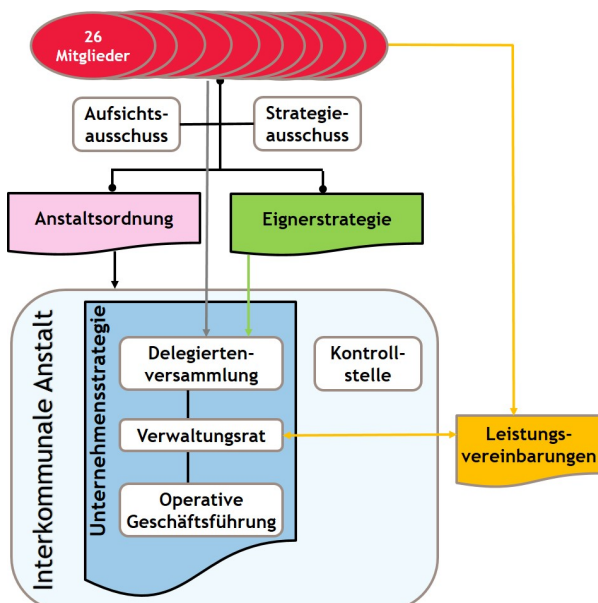 26
Mitglieder
Aufsichts-
ausschuss
Strategie-
ausschuss
Anstaltsordnung
Eignerstrategie
Interkommunale Anstalt
Unternehmensstrategie
Delegierten-
versammlung
Kontroll-
stelle
Verwaltungsrat
Leistungs-
vereinbarungen
Operative
Geschäftsführung